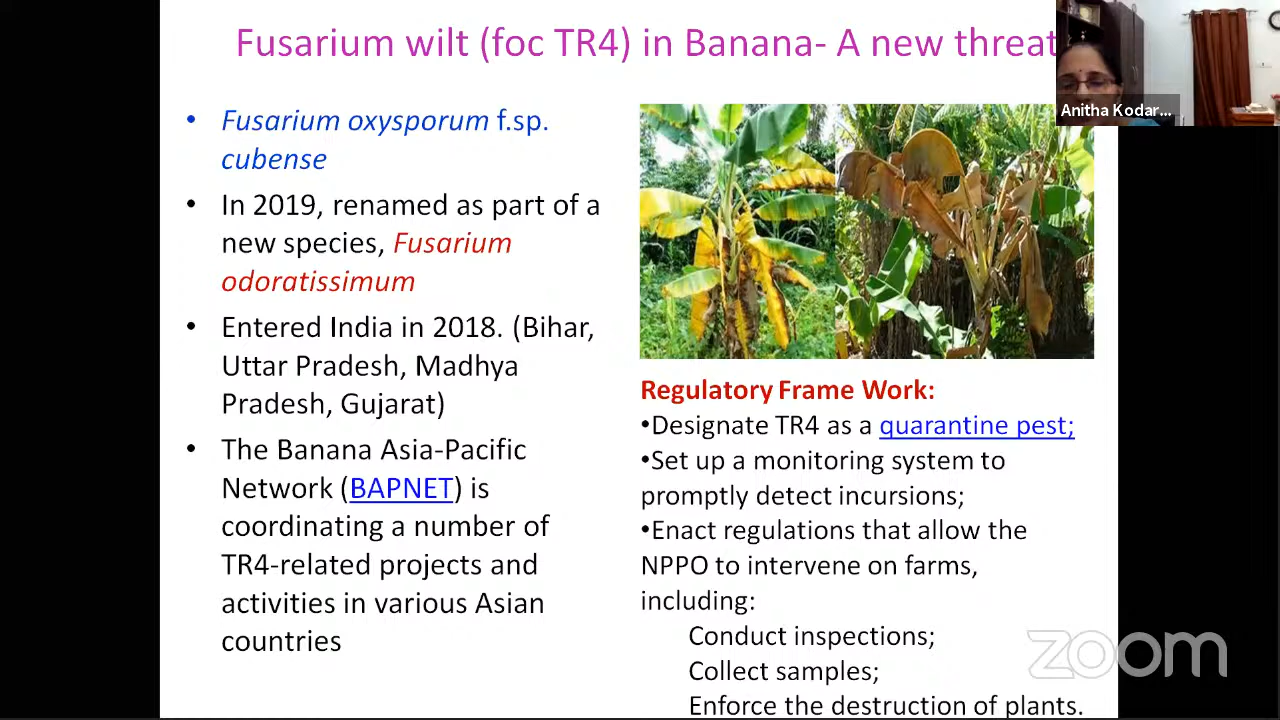 Fusarium wilt (foc TR4) in Banana- A new threat
Anitha Kodar...
• Fusarium oxysporum f.sp.
cubense
• In 2019, renamed as part of a
new species, Fusarium
odoratissimum
• Entered India in 2018. (Bihar,
Uttar Pradesh, Madhya
Pradesh, Gujarat)
• The Banana Asia-Pacific
Network (BAPNET) is
coordinating a number of
TR4-related projects and
activities in various Asian
countries
Regulatory Frame Work:
•Designate TR4 as a quarantine pest;
•Set up a monitoring system to
promptly detect incursions;
•Enact regulations that allow the
NPPO to intervene on farms,
including:
Conduct inspections;
Collect samples;
Enforce the destruction of plants.
zoom